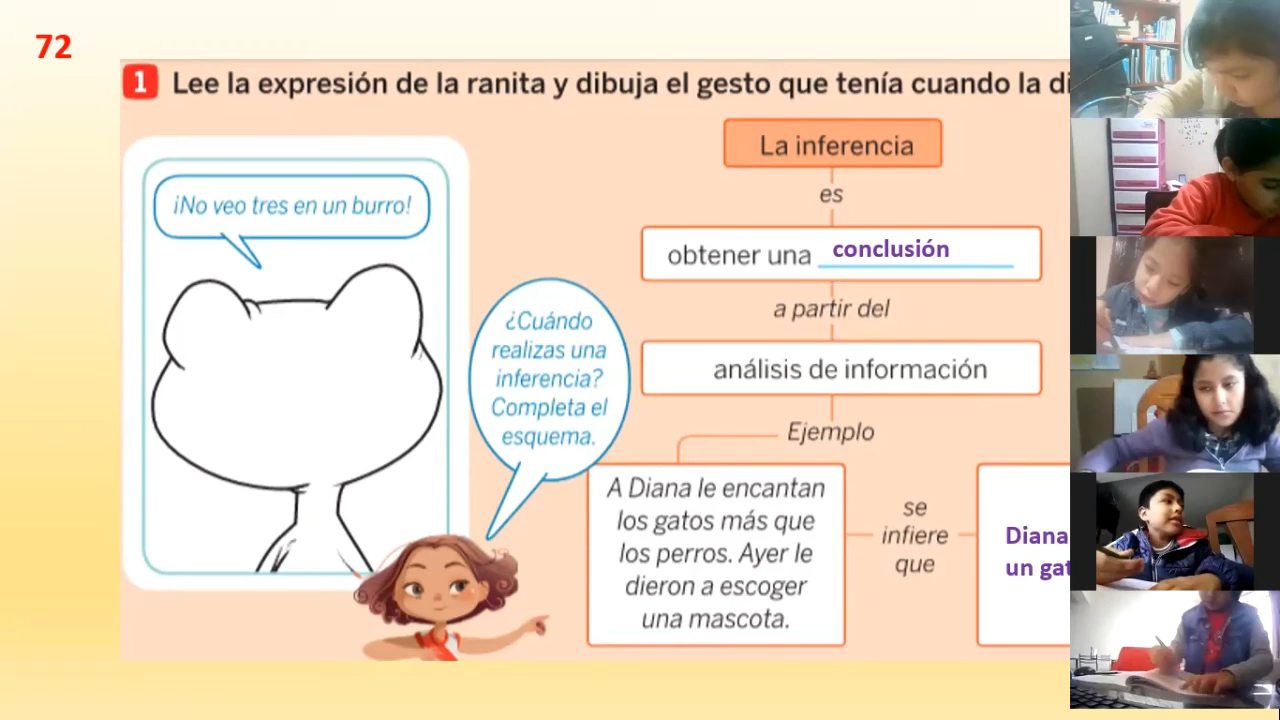 72
1 Lee la expresión de la ranita y dibuja el gesto que tenía cuando la
¡No veo tres en un burro!
¿Cuándo
realizas una
inferencia?
Completa el
esquema.
La inferencia
es
obtener una conclusión
a partir del
análisis de información
Ejemplo
A Diana le encantan
los gatos más que
los perros. Ayer le
dieron a escoger
una mascota.
se
infiere
que
Diana
un